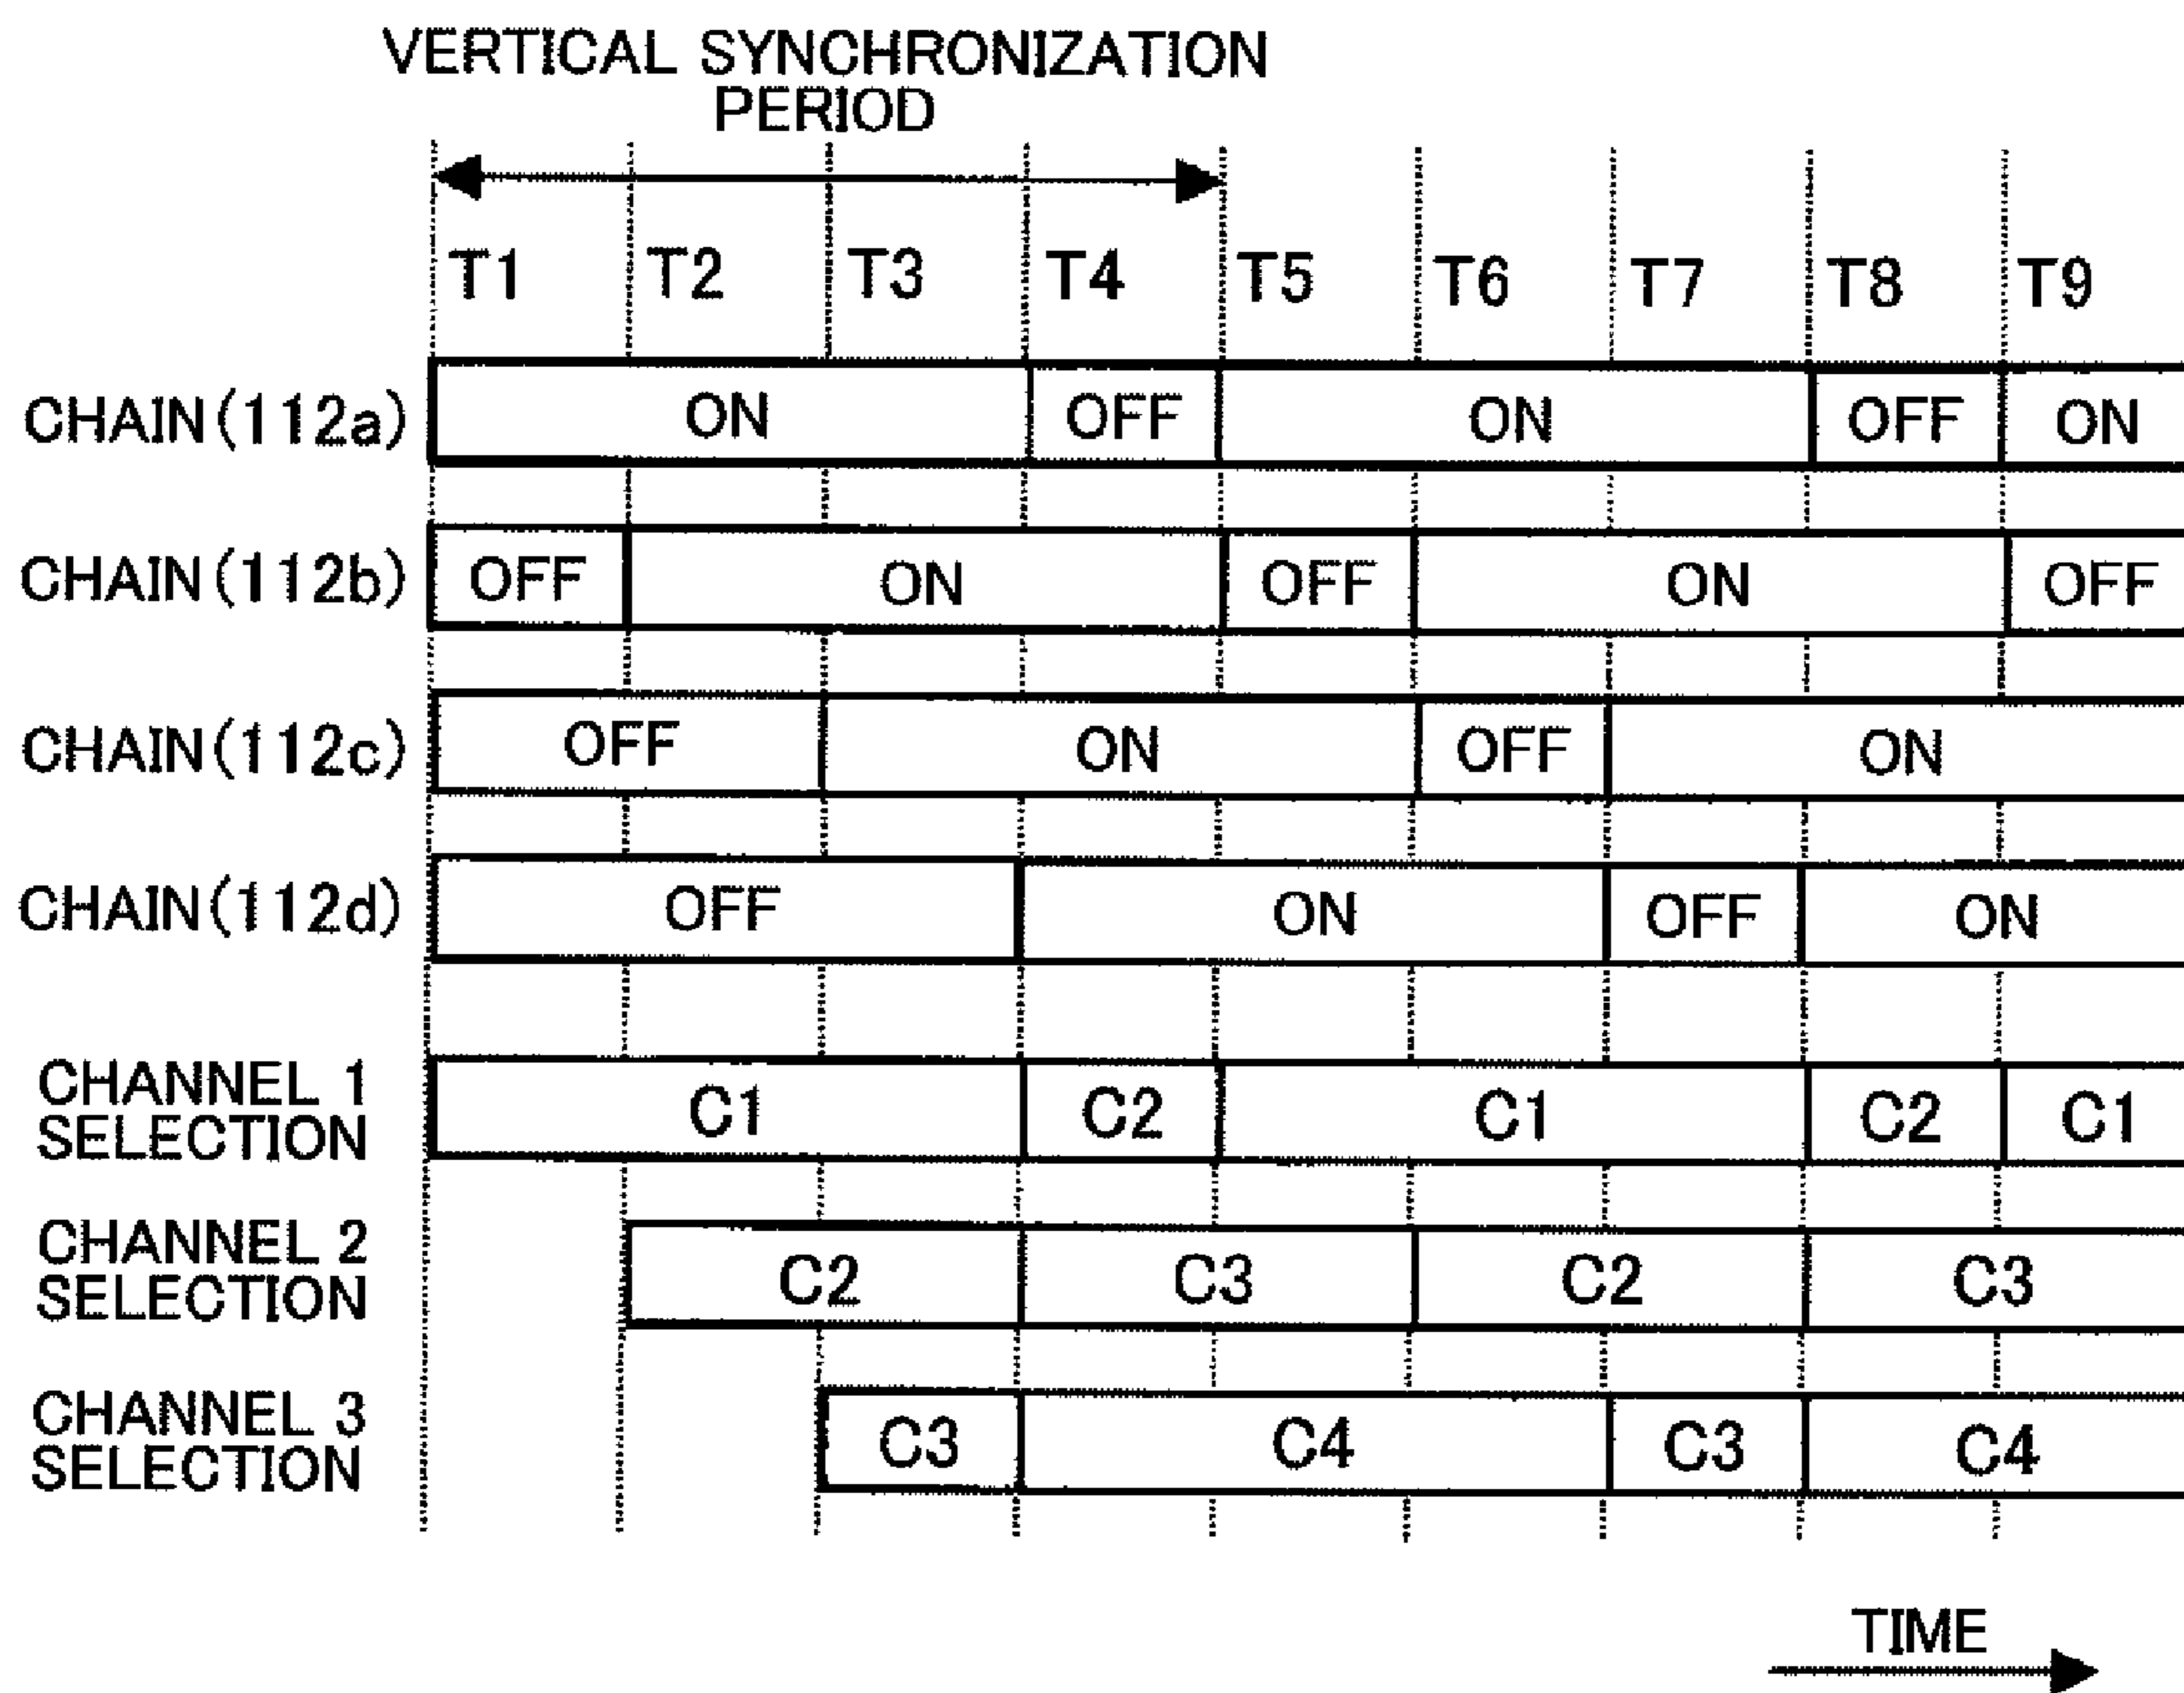 VERTICAL SYNCHRONIZATION
PERIOD
T1 T2 T3 T4 T5 T6 T7 T8 T9
CHAIN(112a) ON OFF ON OFF ON
CHAIN(112b) OFF ON OFF ON OFF
CHAIN(112c) OFF ON OFF ON
CHAIN(112d) OFF ON OFF ON
CHANNEL 1
SELECTION
C1 C2 C1 C2 C1
CHANNEL 2
SELECTION
C2 C3 C2 C3
CHANNEL 3
SELECTION
C3 C4 C3 C4
TIME